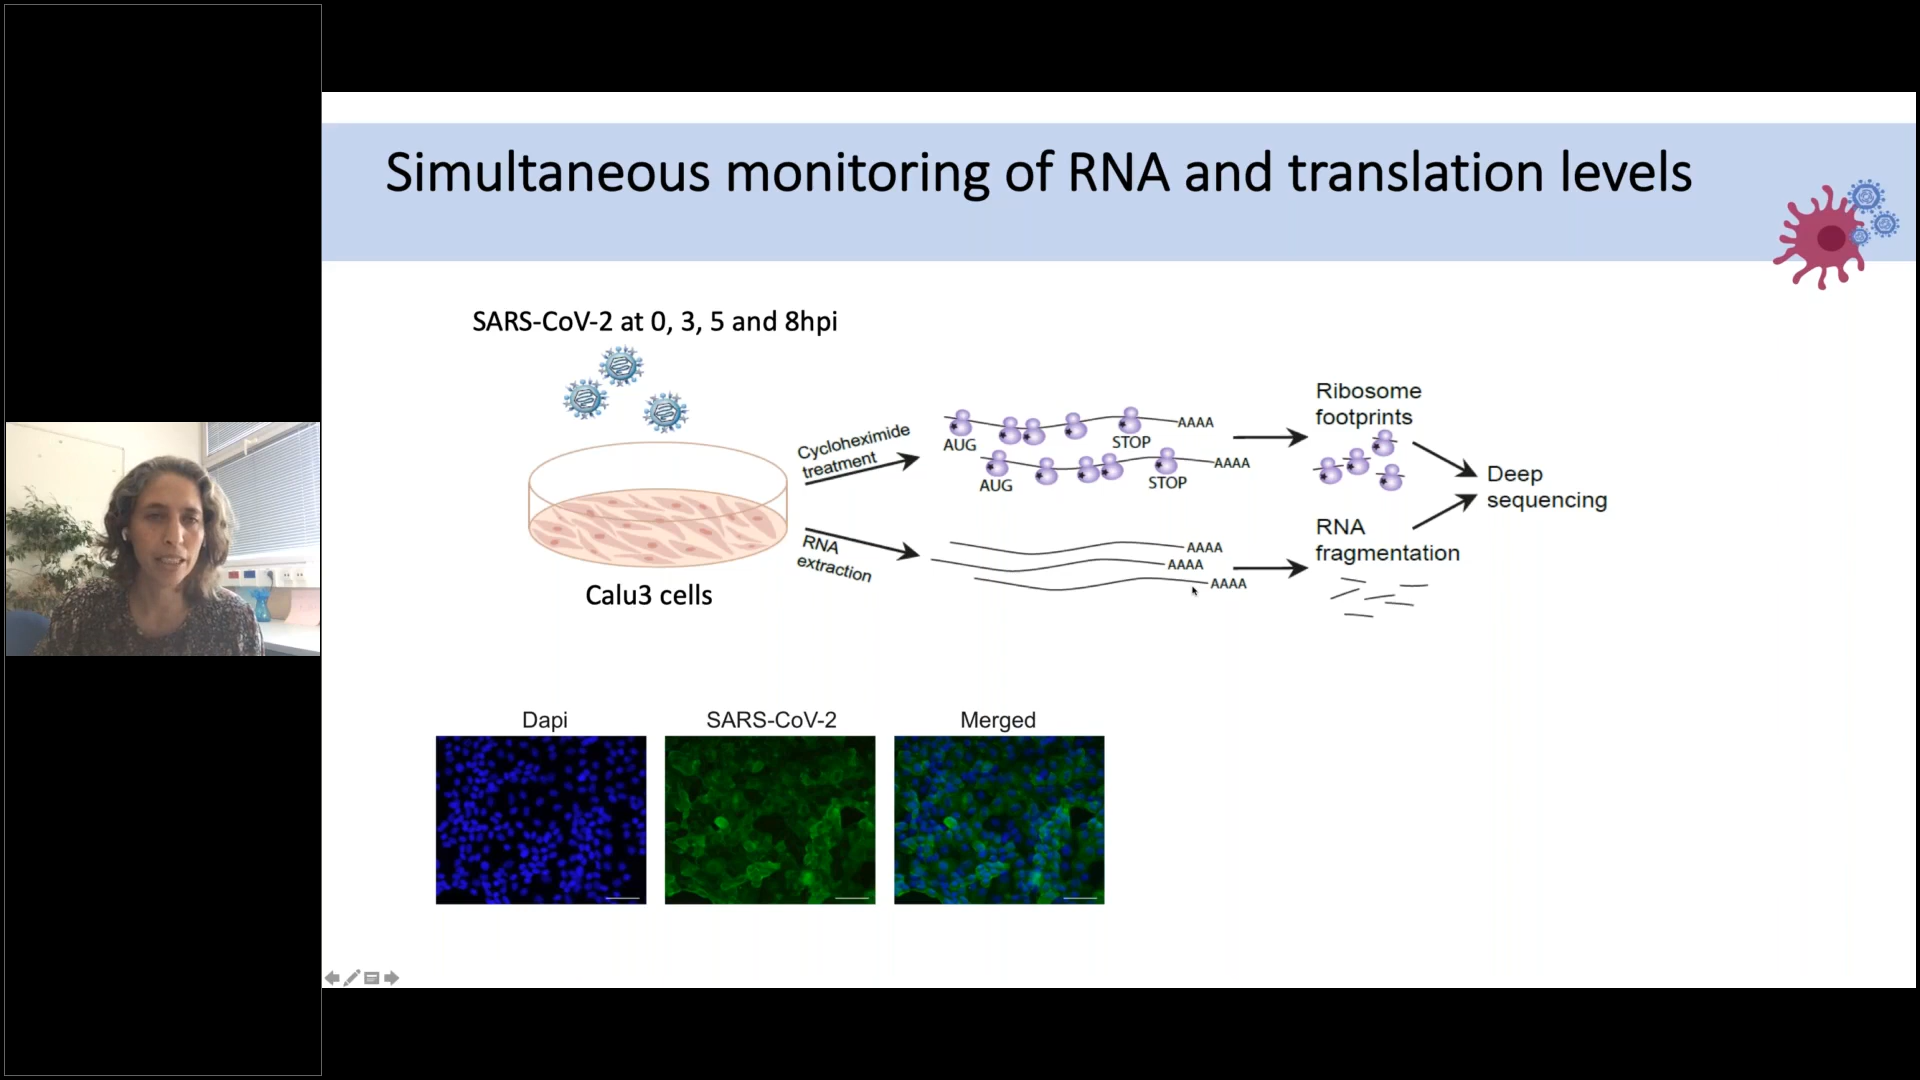 Simultaneous monitoring of RNA and translation levels
SARS-CoV-2 at 0, 3, 5 and 8hpi
Calu3 cells
Cycloheximide
treatment
RNA
extraction
AAAA
AUG
STOP
AAAA
AUG
STOP
AAAA
AAAA
AAAA
Ribosome
footprints
RNA
fragmentation
Deep
sequencing
Dapi
SARS-CoV-2
Merged